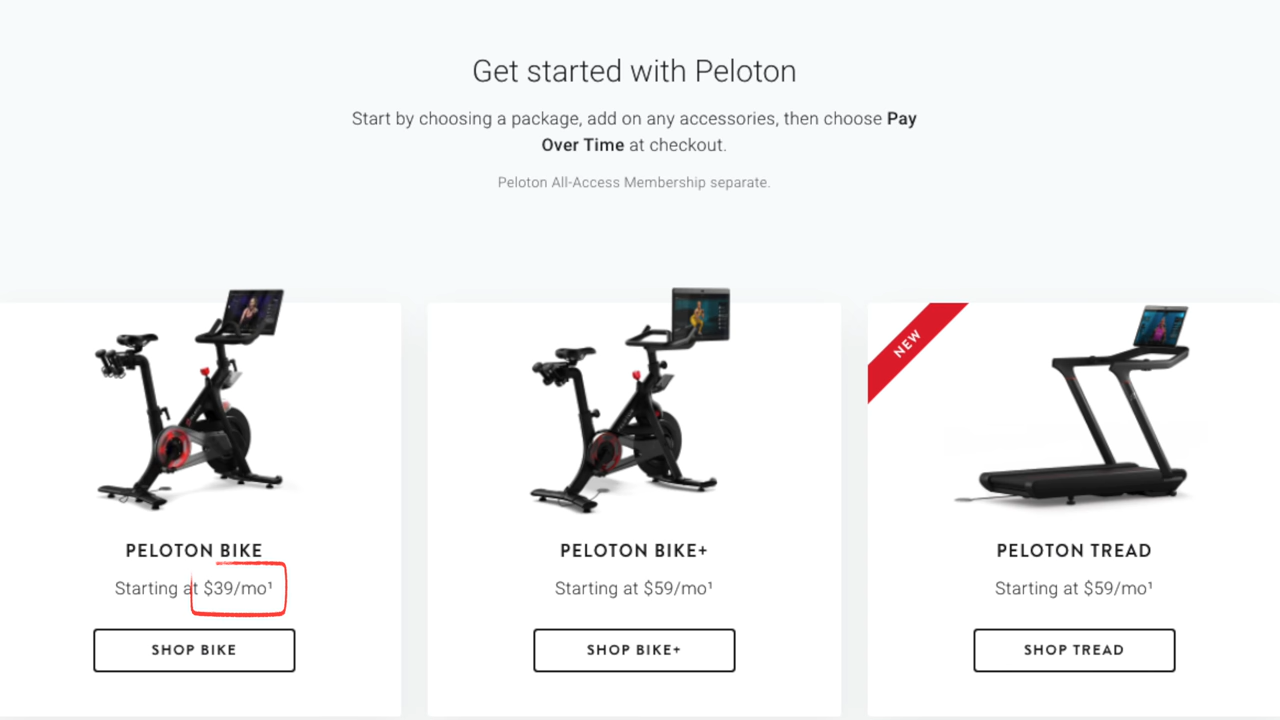 Get started with Peloton
Start by choosing a package, add on any accessories, then choose Pay
Over Time at checkout.
Peloton All-Access Membership separate.
NEW
PELOTON BIKE
Starting at $39/mo¹
SHOP BIKE
PELOTON BIKE+
Starting at $59/mo¹
SHOP BIKE+
PELOTON TREAD
Starting at $59/mo¹
SHOP TREAD